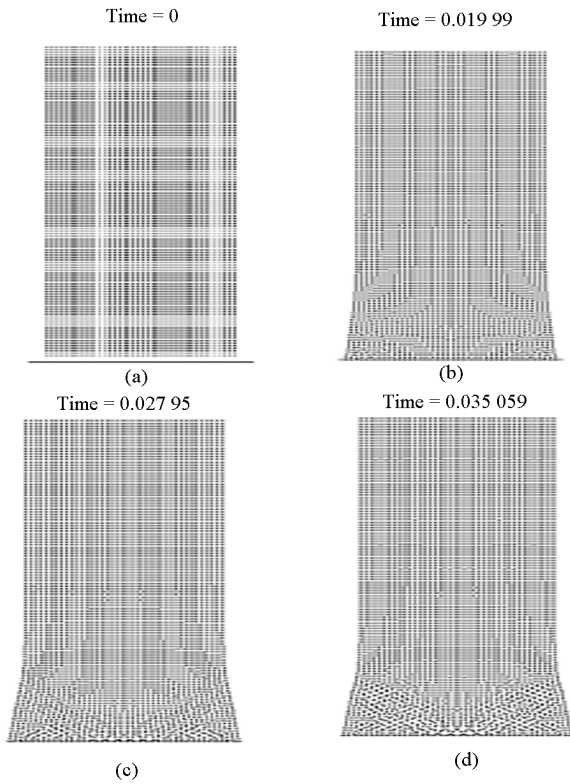 Time = 0
Time = 0.019 99
(a)
(b)
Time = 0.027 95
Time = 0.035 059
(c)
(d)